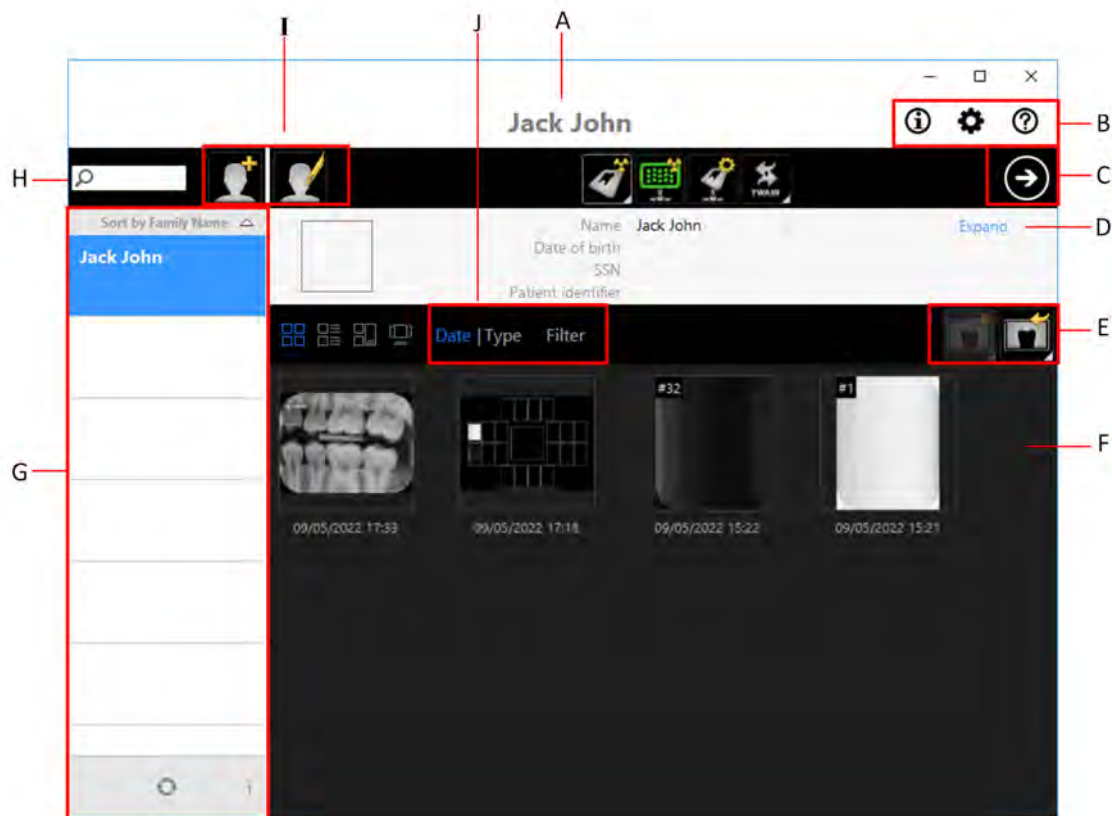 I
J
A
Jack John
B
H
TWAIN
C
Sort by Family Name
Name Jack John
Expand
D
Date of birth
Jack John
SSN
Patient identifier
Date | Type Filter
E
#32
#1
F
G
09/05/2022 17:33
09/05/2022 17:18
09/05/2022 15:22
09/05/2022 15:21
1